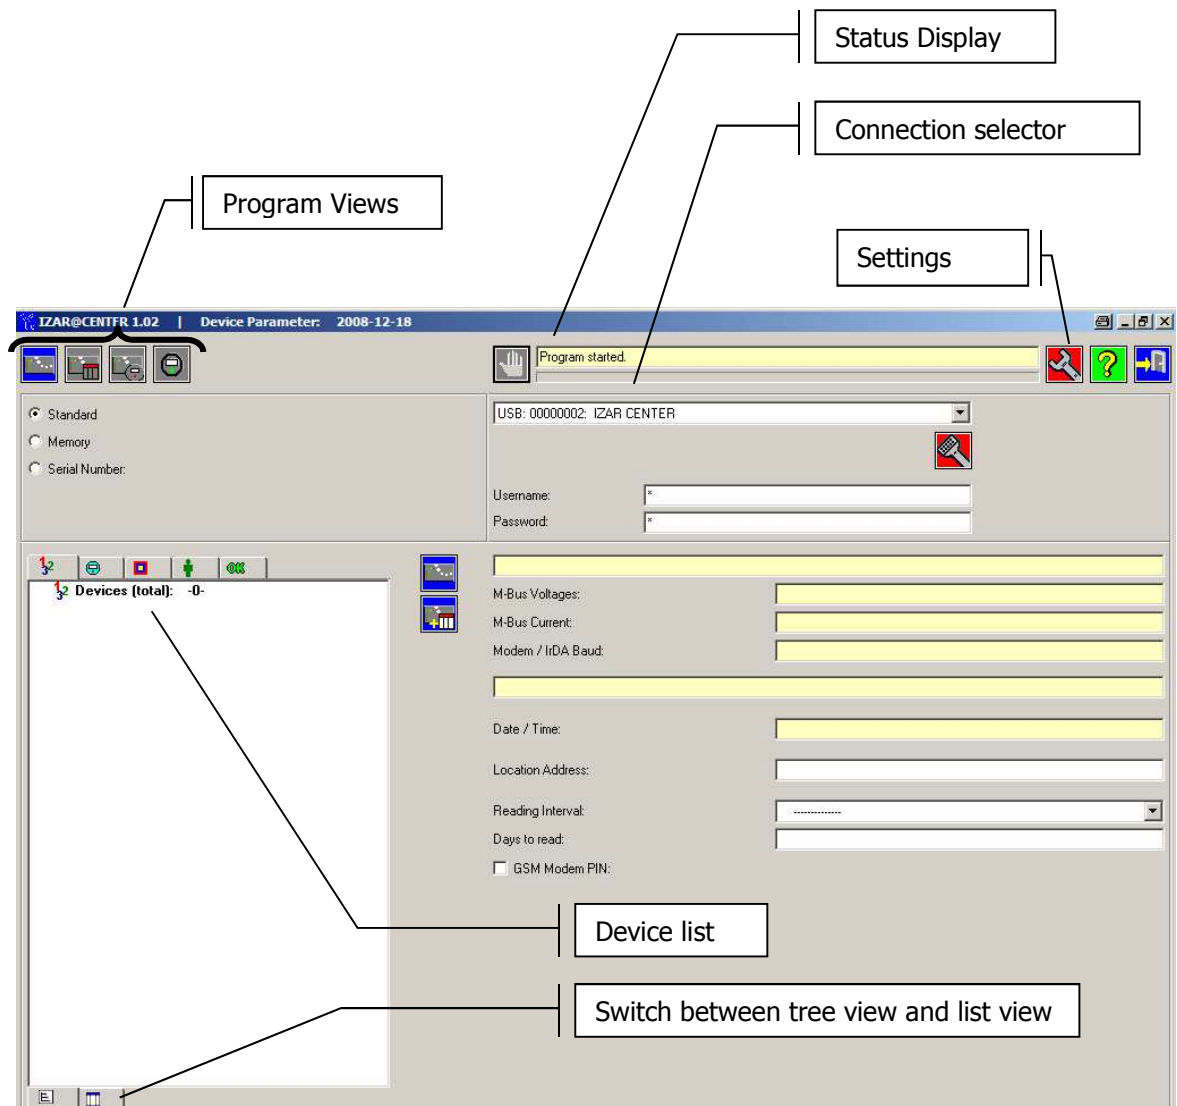 Status Display
Connection selector
Program Views
Settings
IZAR@CENTER 1.02 | Device Parameter: 2008-12-18
Program started.
Standard
Memory
Serial Number:
USB: 00000002: IZAR CENTER
Username: *
Password: *
Devices (total): -0-
M-Bus Voltages:
M-Bus Current:
Modem / IrDA Baud:
Date / Time:
Location Address:
Reading Interval: --------------
Days to read:
GSM Modem PIN:
Device list
Switch between tree view and list view